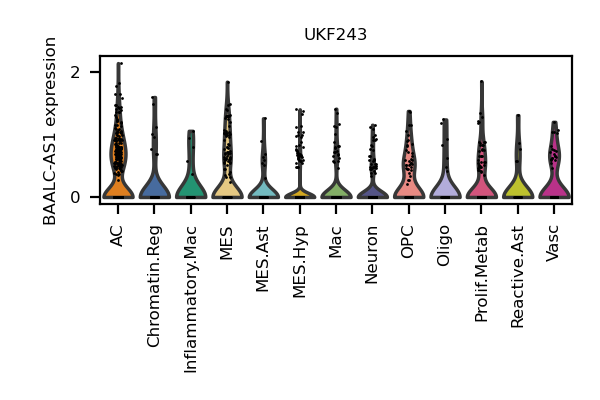 UKF243
BAALC-AS1 expression
2
0
AC
Chromatin.Reg
Inflammatory.Mac
MES
MES.Ast
MES.Hyp
Mac
Neuron
OPC
Oligo
Prolif.Metab
Reactive.Ast
Vasc